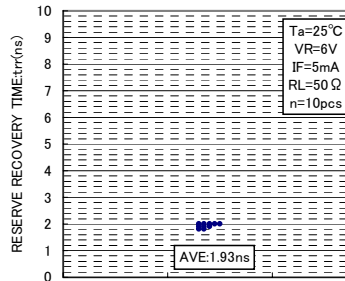 RESERVE RECOVERY TIME:trr(ns)
10
9
8
7
6
5
4
3
2
1
0
Ta=25℃
VR=6V
IF=5mA
RL=50Ω
n=10pcs
AVE:1.93ns